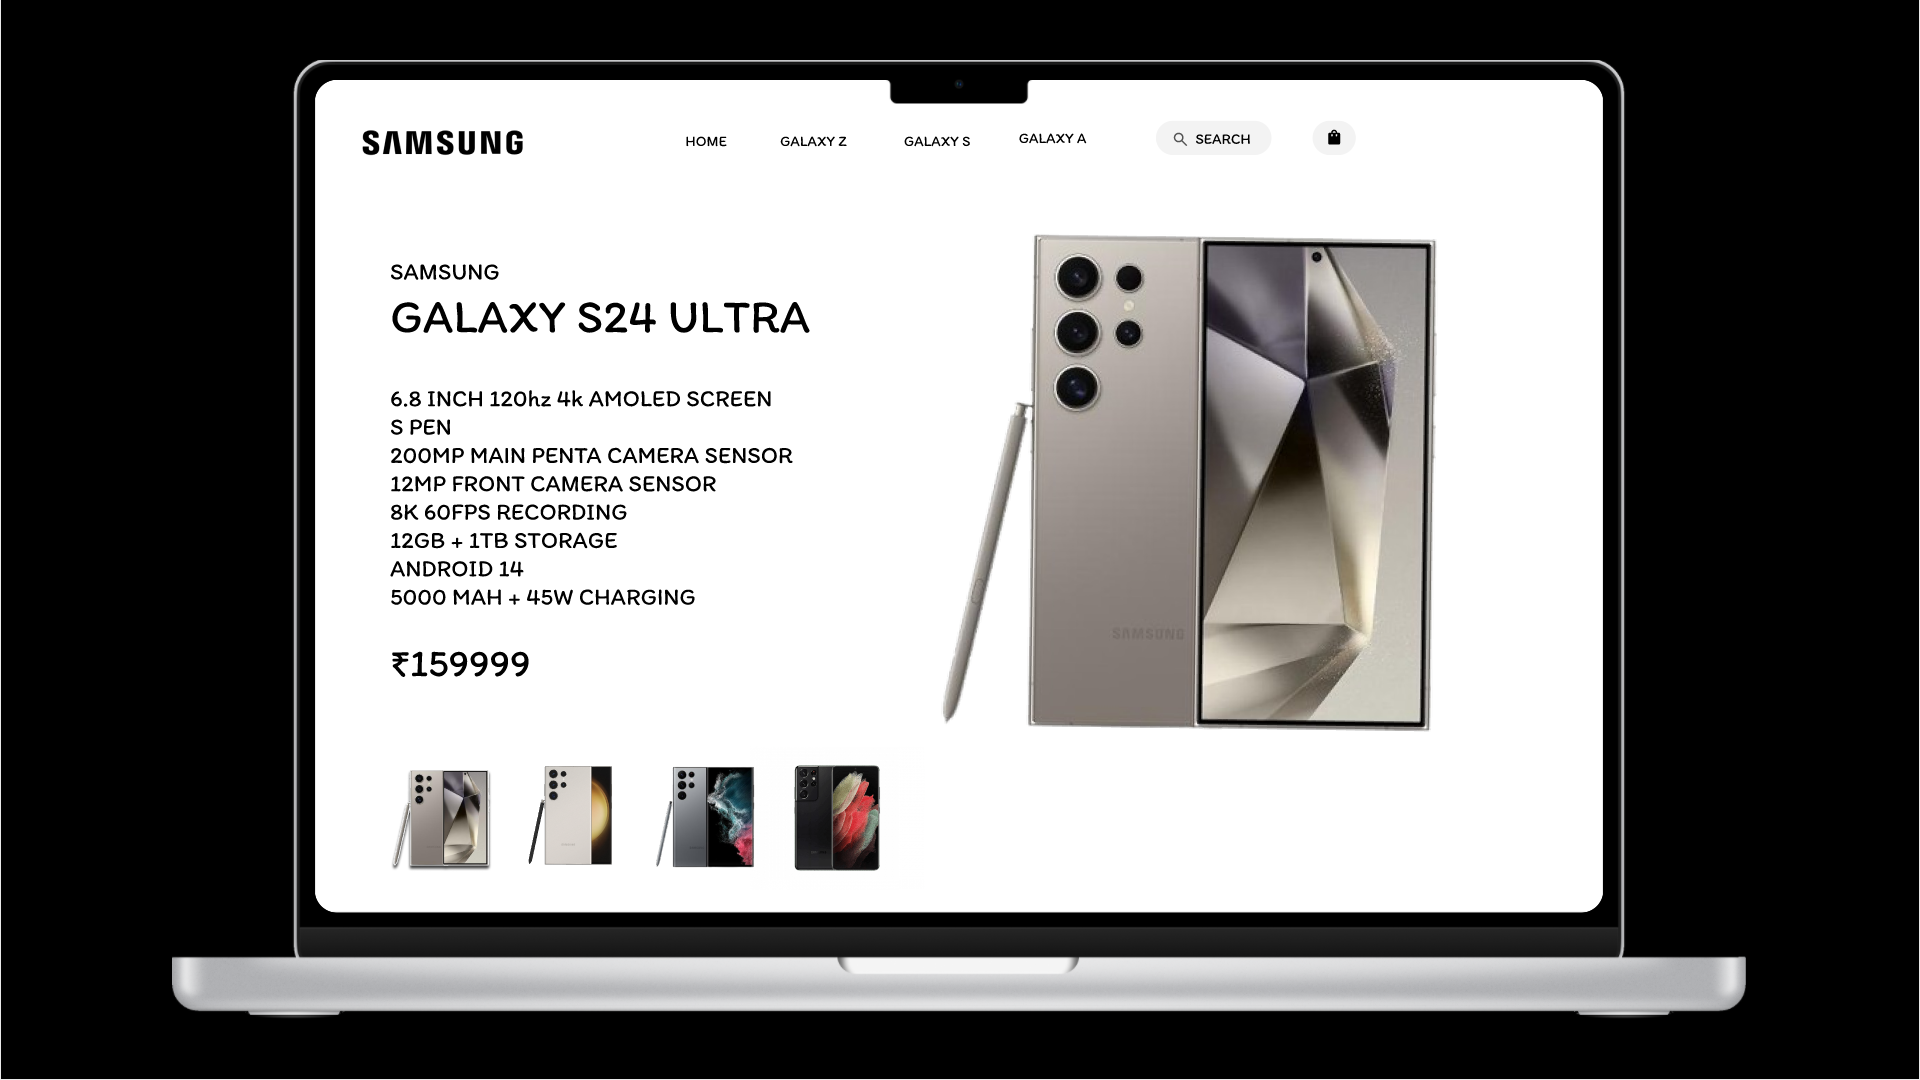 SAMSUNG
HOME
GALAXY Z
GALAXY S
GALAXY A
SEARCH
SAMSUNG
GALAXY S24 ULTRA
6.8 INCH 120hz 4k AMOLED SCREEN
S PEN
200MP MAIN PENTA CAMERA SENSOR
12MP FRONT CAMERA SENSOR
8K 60FPS RECORDING
12GB + 1TB STORAGE
ANDROID 14
5000 MAH + 45W CHARGING
₹159999
SAMSUNG